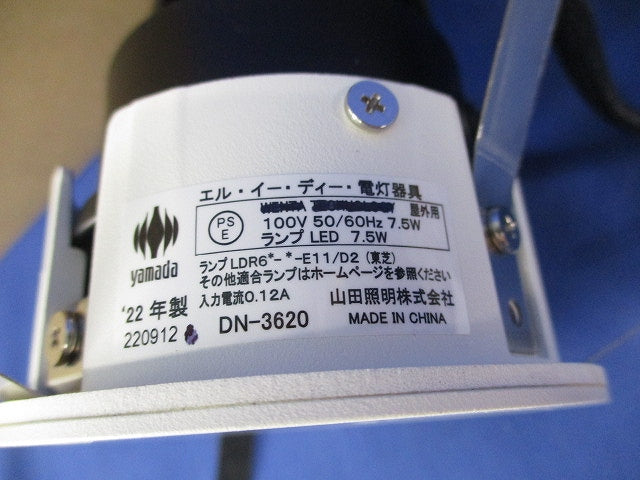 エル・イー・ディー・電灯器具
PS
E
屋外用
100V 50/60Hz 7.5W
ランプ LED 7.5W
yamada
ランプ LDR6*-*-E11/D2 (東芝)
その他適合ランプはホームページを参照ください
'22 年製
入力電流0.12A
山田照明株式会社
220912
DN-3620
MADE IN CHINA